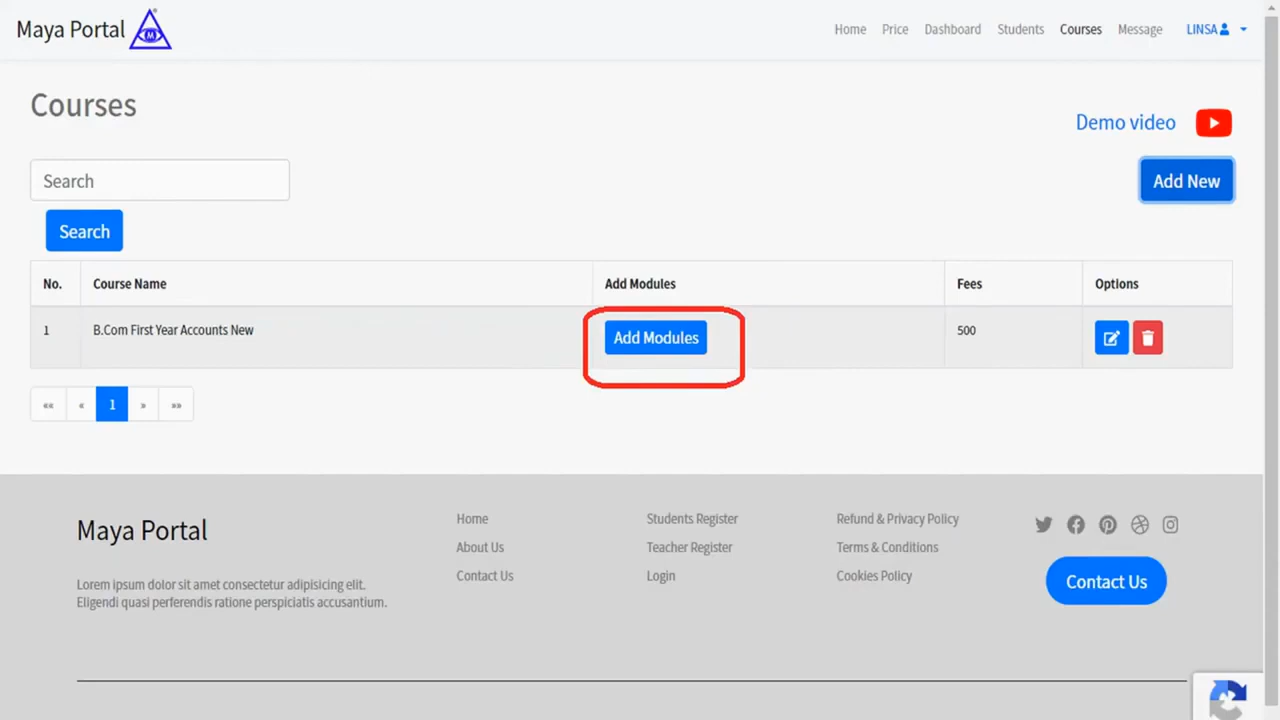 Maya Portal M
Home Price Dashboard Students Courses Message LINSA
Courses
Demo video
Search
Add New
Search
No. Course Name Add Modules Fees Options
1 B.Com First Year Accounts New Add Modules 500
«« « 1 » »»
Maya Portal
Lorem ipsum dolor sit amet consectetur adipisicing elit.
Eligendi quasi perferendis ratione perspiciatis accusantium.
Home
About Us
Contact Us
Students Register
Teacher Register
Login
Refund & Privacy Policy
Terms & Conditions
Cookies Policy
Contact Us